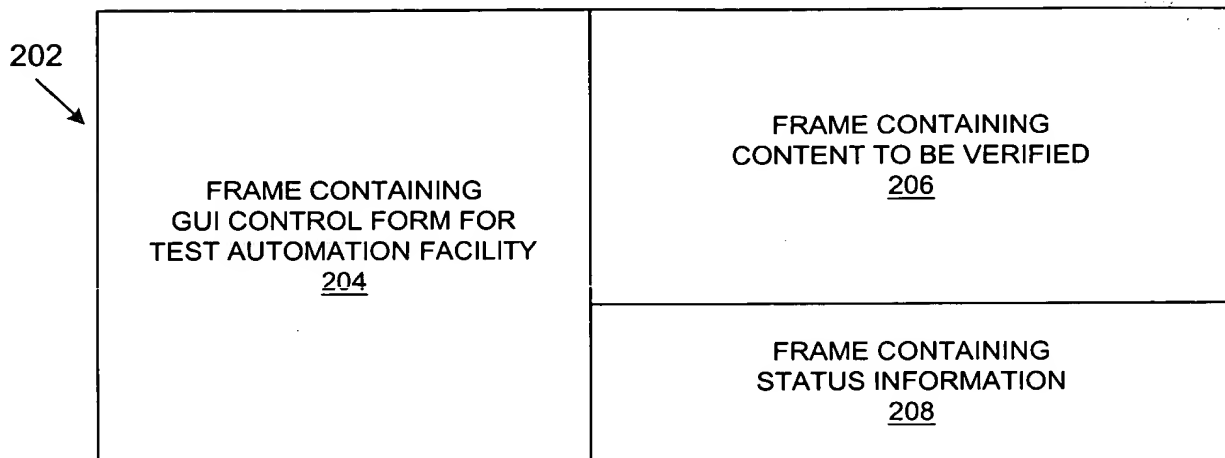 202
FRAME CONTAINING
GUI CONTROL FORM FOR
TEST AUTOMATION FACILITY
204
FRAME CONTAINING
CONTENT TO BE VERIFIED
206
FRAME CONTAINING
STATUS INFORMATION
208